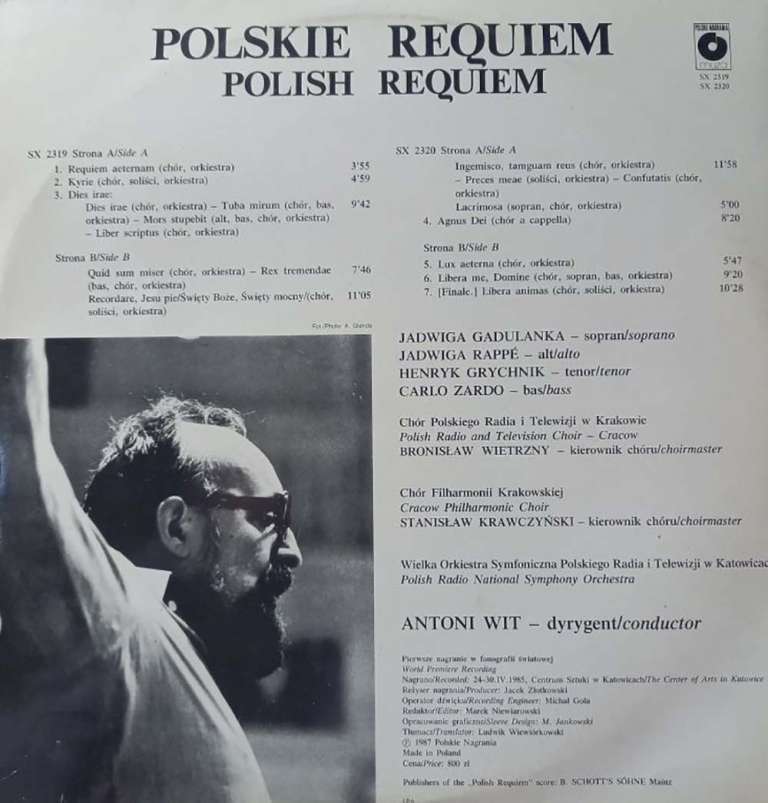 POLSKIE REQUIEM
POLISH REQUIEM
POLSKIE NAGRANIA
muza
SX 2319
SX 2320
SX 2319 Strona A/Side A
1. Requiem aeternam (chór, orkiestra) 3'55
2. Kyrie (chór, soliści, orkiestra) 4'59
3. Dies irae:
Dies irae (chór, orkiestra) – Tuba mirum (chór, bas, 9'42
orkiestra) – Mors stupebit (alt, bas, chór, orkiestra)
– Liber scriptus (chór, orkiestra)
Strona B/Side B
Quid sum miser (chór, orkiestra) – Rex tremendae 7'46
(bas, chór, orkiestra)
Recordare, Jesu pie/Święty Boże, Święty mocny/(chór, 11'05
soliści, orkiestra)
Fot./Photo: A.
SX 2320 Strona A/Side A
Ingemisco, tamguam reus (chór, orkiestra) 11'58
– Preces meae (soliści, orkiestra) – Confutatis (chór,
orkiestra)
Lacrimosa (sopran, chór, orkiestra) 5'00
4. Agnus Dei (chór a cappella) 8'20
Strona B/Side B
5. Lux aeterna (chór, orkiestra) 5'47
6. Libera me, Domine (chór, sopran, bas, orkiestra) 9'20
7. [Finale.] Libera animas (chór, soliści, orkiestra) 10'28
JADWIGA GADULANKA – sopran/soprano
JADWIGA RAPPÉ – alt/alto
HENRYK GRYCHNIK – tenor/tenor
CARLO ZARDO – bas/bass
Chór Polskiego Radia i Telewizji w Krakowie
Polish Radio and Television Choir – Cracow
BRONISŁAW WIETRZNY – kierownik chóru/choirmaster
Chór Filharmonii Krakowskiej
Cracow Philharmonic Choir
STANISŁAW KRAWCZYŃSKI – kierownik chóru/choirmaster
Wielka Orkiestra Symfoniczna Polskiego Radia i Telewizji w Katowicac
Polish Radio National Symphony Orchestra
ANTONI WIT – dyrygent/conductor
Pierwsze nagranie w fonografii światowej
World Premiere Recording
Nagrano/Recorded: 24–30.IV.1985, Centrum Sztuki w Katowicach/The Center of Arts in Katowice
Reżyser nagrania/Producer: Jacek Złotkowski
Operator dźwięku/Recording Engineer: Michał Gola
Redaktor/Editor: Marek Niewiarowski
Opracowanie graficzne/Sleeve Design: M. Jankowski
Tłumacz/Translator: Ludwik Wiewiórkowski
Ⓟ 1987 Polskie Nagrania
Made in Poland
Cena/Price: 800 zł
Publishers of the „Polish Requiem" score: B. SCHOTT'S SÖHNE Mainz